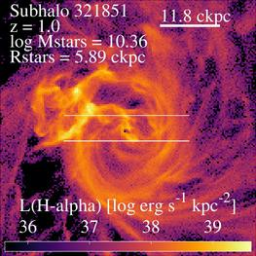 Subhalo 321851
11.8 ckpc
z = 1.0
log Mstars = 10.36
Rstars = 5.89 ckpc
L(H-alpha) [log erg s⁻¹ kpc⁻²]
36 37 38 39